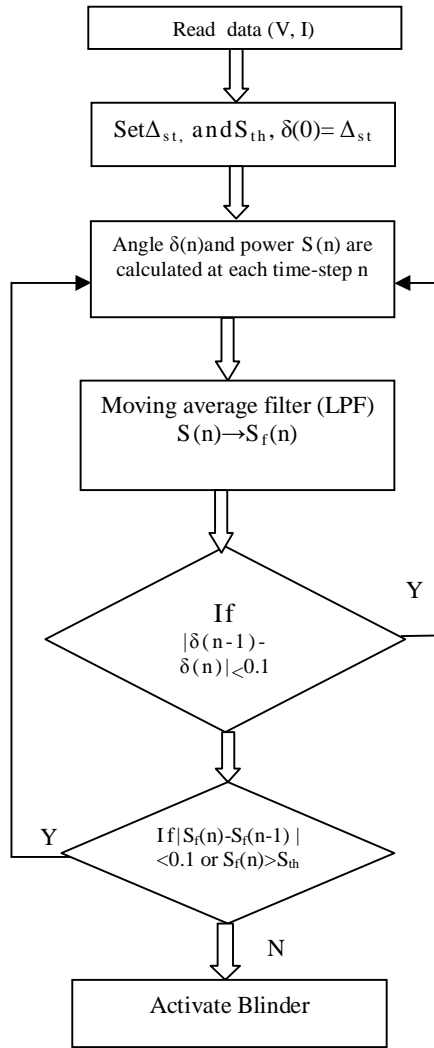 Read data (V, I)
SetΔst, and Sth, δ(0)= Δst
Angle δ(n)and power S(n) are
calculated at each time-step n
Moving average filter (LPF)
S(n)→Sf(n)
If
|δ(n-1)-
δ(n)|<0.1
Y
If|Sf(n)-Sf(n-1) |
<0.1 or Sf(n)>Sth
Y
N
Activate Blinder